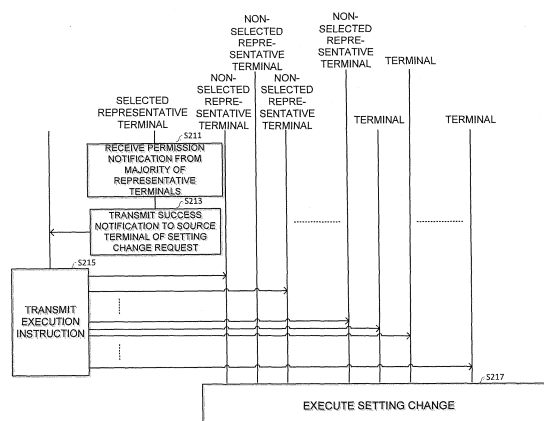 NON-
SELECTED
REPRE-
SENTATIVE
TERMINAL
NON-
SELECTED
REPRE-
SENTATIVE
TERMINAL
TERMINAL
NON-
SELECTED
REPRE-
SENTATIVE
TERMINAL
NON-
SELECTED
REPRE-
SENTATIVE
TERMINAL
SELECTED
REPRESENTATIVE
TERMINAL
TERMINAL
TERMINAL
S211
RECEIVE PERMISSION
NOTIFICATION FROM
MAJORITY OF
REPRESENTATIVE
TERMINALS
S213
TRANSMIT SUCCESS
NOTIFICATION TO SOURCE
TERMINAL OF SETTING
CHANGE REQUEST
S215
TRANSMIT
EXECUTION
INSTRUCTION
S217
EXECUTE SETTING CHANGE